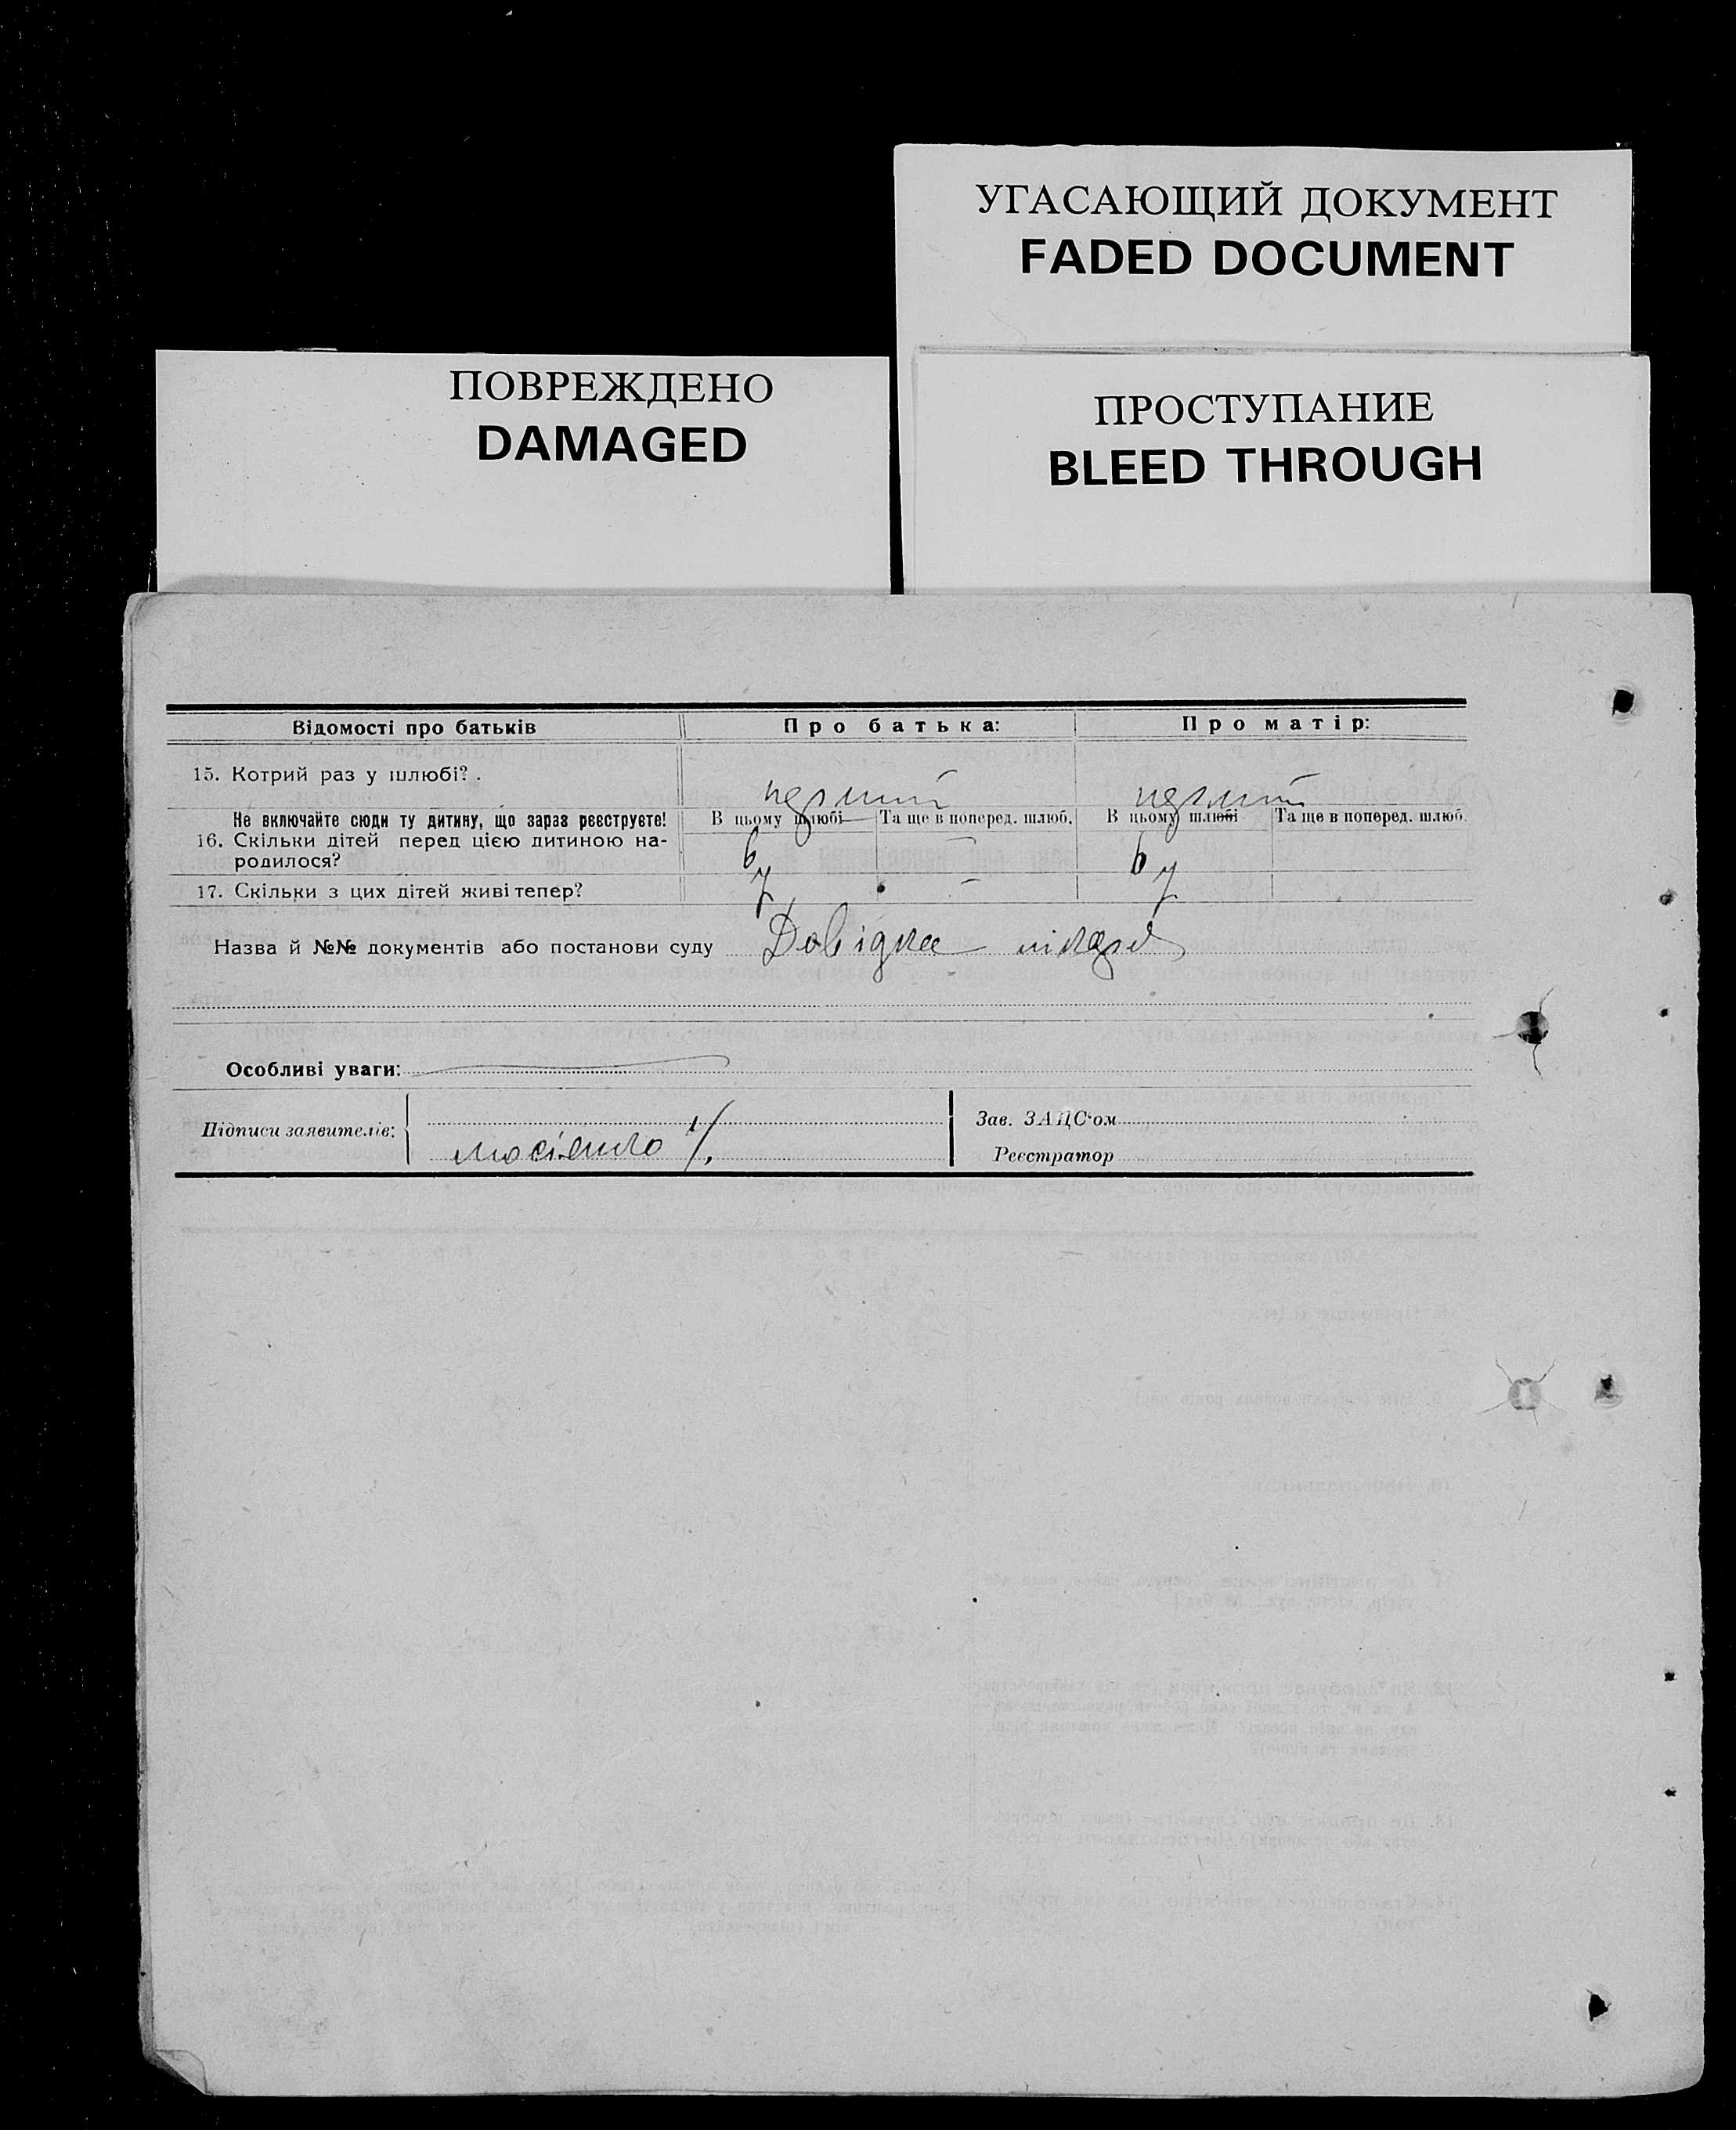 УГАСАЮЩИЙ ДОКУМЕНТ
FADED DOCUMENT
ПОВРЕЖДЕНО
DAMAGED
ПРОСТУПАНИЕ
BLEED THROUGH
Відомості про батьків Про батька: Про матір:
15. Котрий раз у шлюбі? . перший перший
Не включайте сюди ту дитину, що зараз реєструєте! В цьому шлюбі Та ще в поперед. шлюб. В цьому шлюбі Та ще в поперед. шлюб.
16. Скільки дітей перед цією дитиною на- 6 – 6
родилося?
17. Скільки з цих дітей живі тепер? –
Назва й №№ документів або постанови суду Довідка лікаря
Особливі уваги:
Підписи заявителів:
Зав. ЗАЦС'ом
Реєстратор